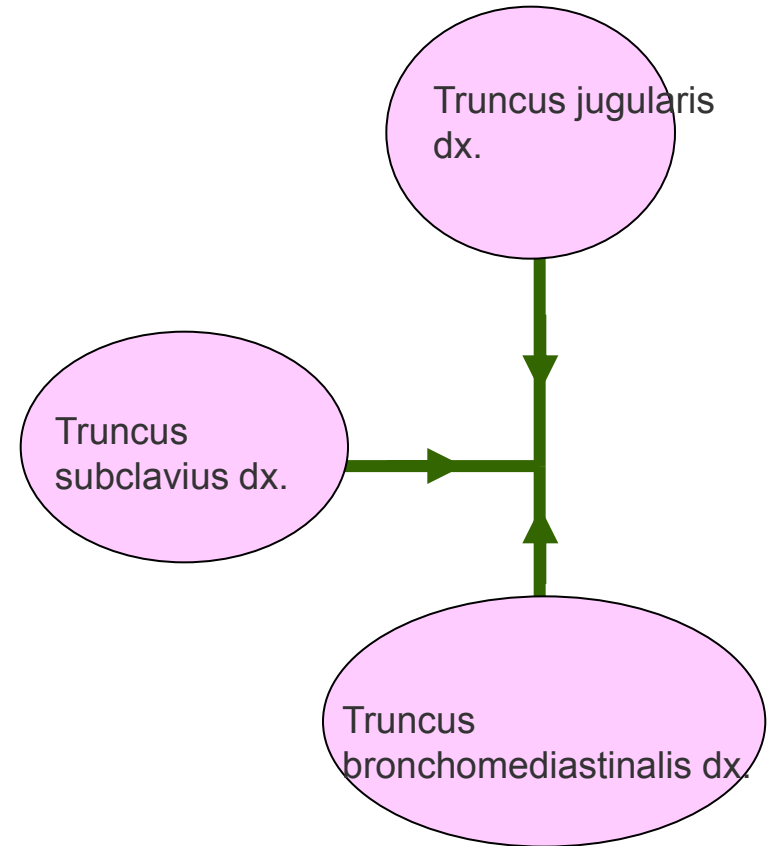 Truncus jugularis
dx.
Truncus
subclavius dx.
Truncus
bronchomediastinalis dx.